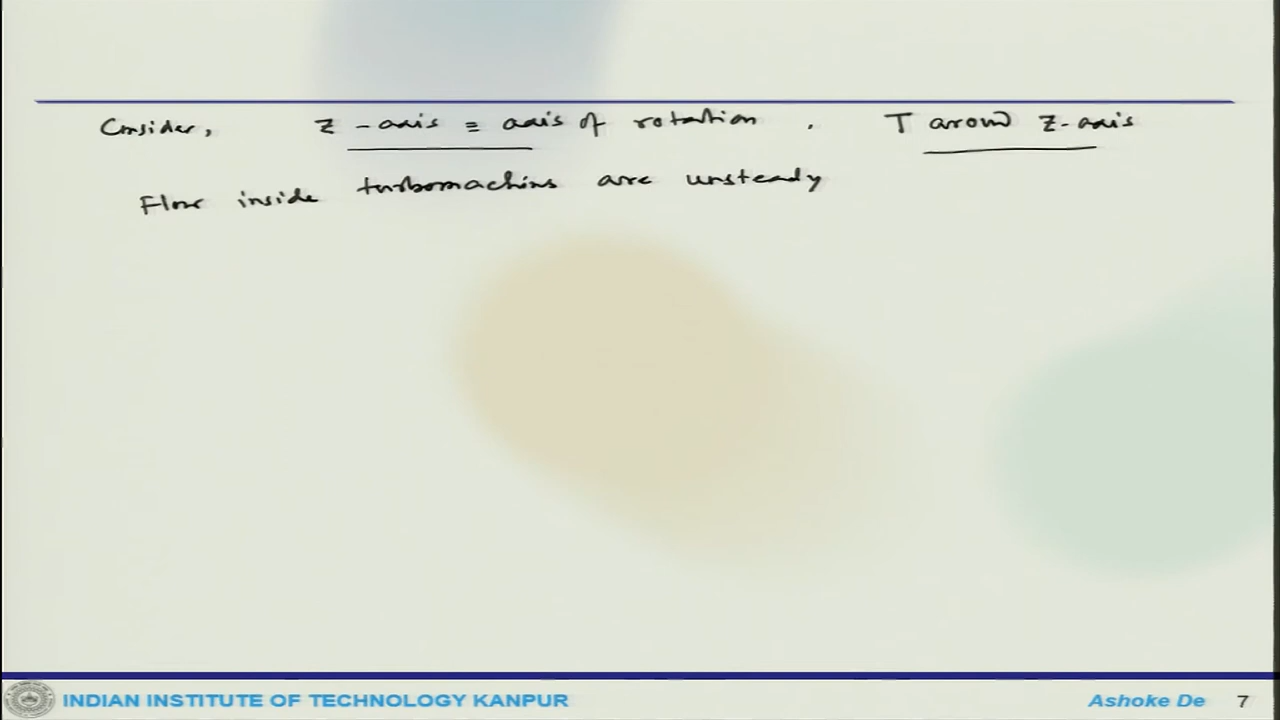 Consider, Z-axis ≡ axis of rotation. T around Z-axis
Flow inside turbomachins are unsteady
INDIAN INSTITUTE OF TECHNOLOGY KANPUR
Ashoke De 7